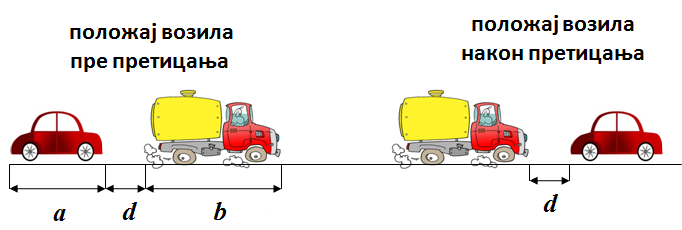 положај возила
пре претицања
положај возила
након претицања
a
d
b
d